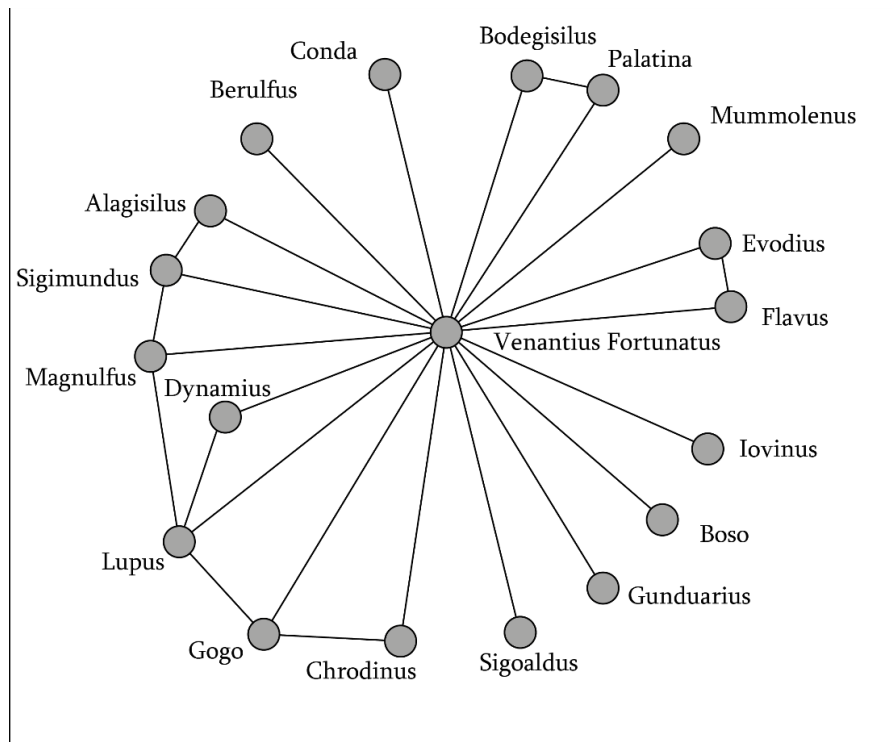 Bodegisilus
Conda
Palatina
Berulfus
Mummolenus
Alagisilus
Evodius
Sigimundus
Flavus
Venantius Fortunatus
Magnulfus
Dynamius
Iovinus
Boso
Lupus
Gunduarius
Gogo
Sigoaldus
Chrodinus